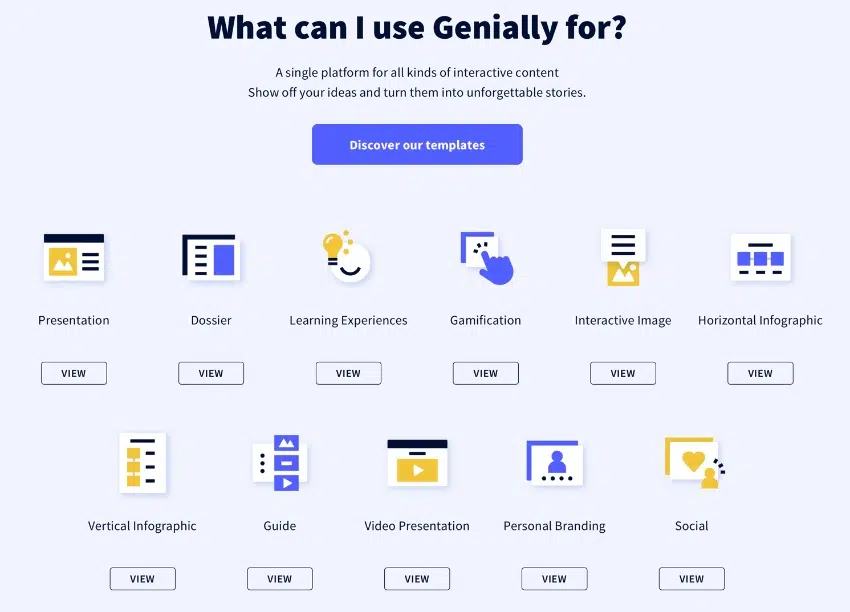 What can I use Genially for?
A single platform for all kinds of interactive content
Show off your ideas and turn them into unforgettable stories.
Discover our templates
Presentation
Dossier
Learning Experiences
Gamification
Interactive Image
Horizontal Infographic
VIEW
VIEW
VIEW
VIEW
VIEW
VIEW
Vertical Infographic
Guide
Video Presentation
Personal Branding
Social
VIEW
VIEW
VIEW
VIEW
VIEW